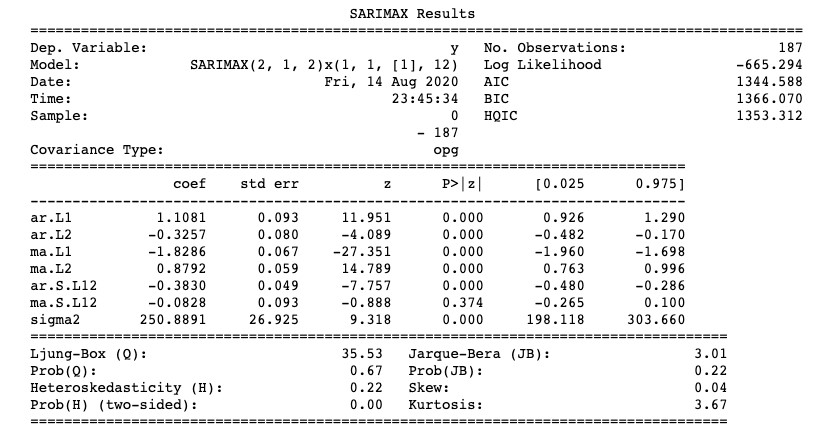 SARIMAX Results
==============================================================================================
Dep. Variable: y No. Observations: 187
Model: SARIMAX(2, 1, 2)x(1, 1, [1], 12) Log Likelihood -665.294
Date: Fri, 14 Aug 2020 AIC 1344.588
Time: 23:45:34 BIC 1366.070
Sample: 0 HQIC 1353.312
- 187
Covariance Type: opg
==============================================================================
coef std err z P>|z| [0.025 0.975]
------------------------------------------------------------------------------
ar.L1 1.1081 0.093 11.951 0.000 0.926 1.290
ar.L2 -0.3257 0.080 -4.089 0.000 -0.482 -0.170
ma.L1 -1.8286 0.067 -27.351 0.000 -1.960 -1.698
ma.L2 0.8792 0.059 14.789 0.000 0.763 0.996
ar.S.L12 -0.3830 0.049 -7.757 0.000 -0.480 -0.286
ma.S.L12 -0.0828 0.093 -0.888 0.374 -0.265 0.100
sigma2 250.8891 26.925 9.318 0.000 198.118 303.660
===================================================================================
Ljung-Box (Q): 35.53 Jarque-Bera (JB): 3.01
Prob(Q): 0.67 Prob(JB): 0.22
Heteroskedasticity (H): 0.22 Skew: 0.04
Prob(H) (two-sided): 0.00 Kurtosis: 3.67
===================================================================================